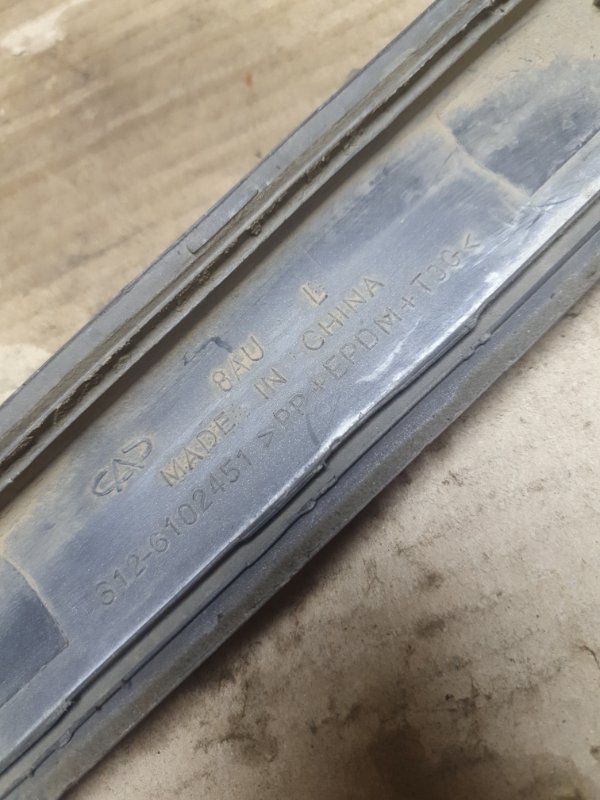 8AU L
MADE IN CHINA
612-6102451 >PP+EPDM+T30<